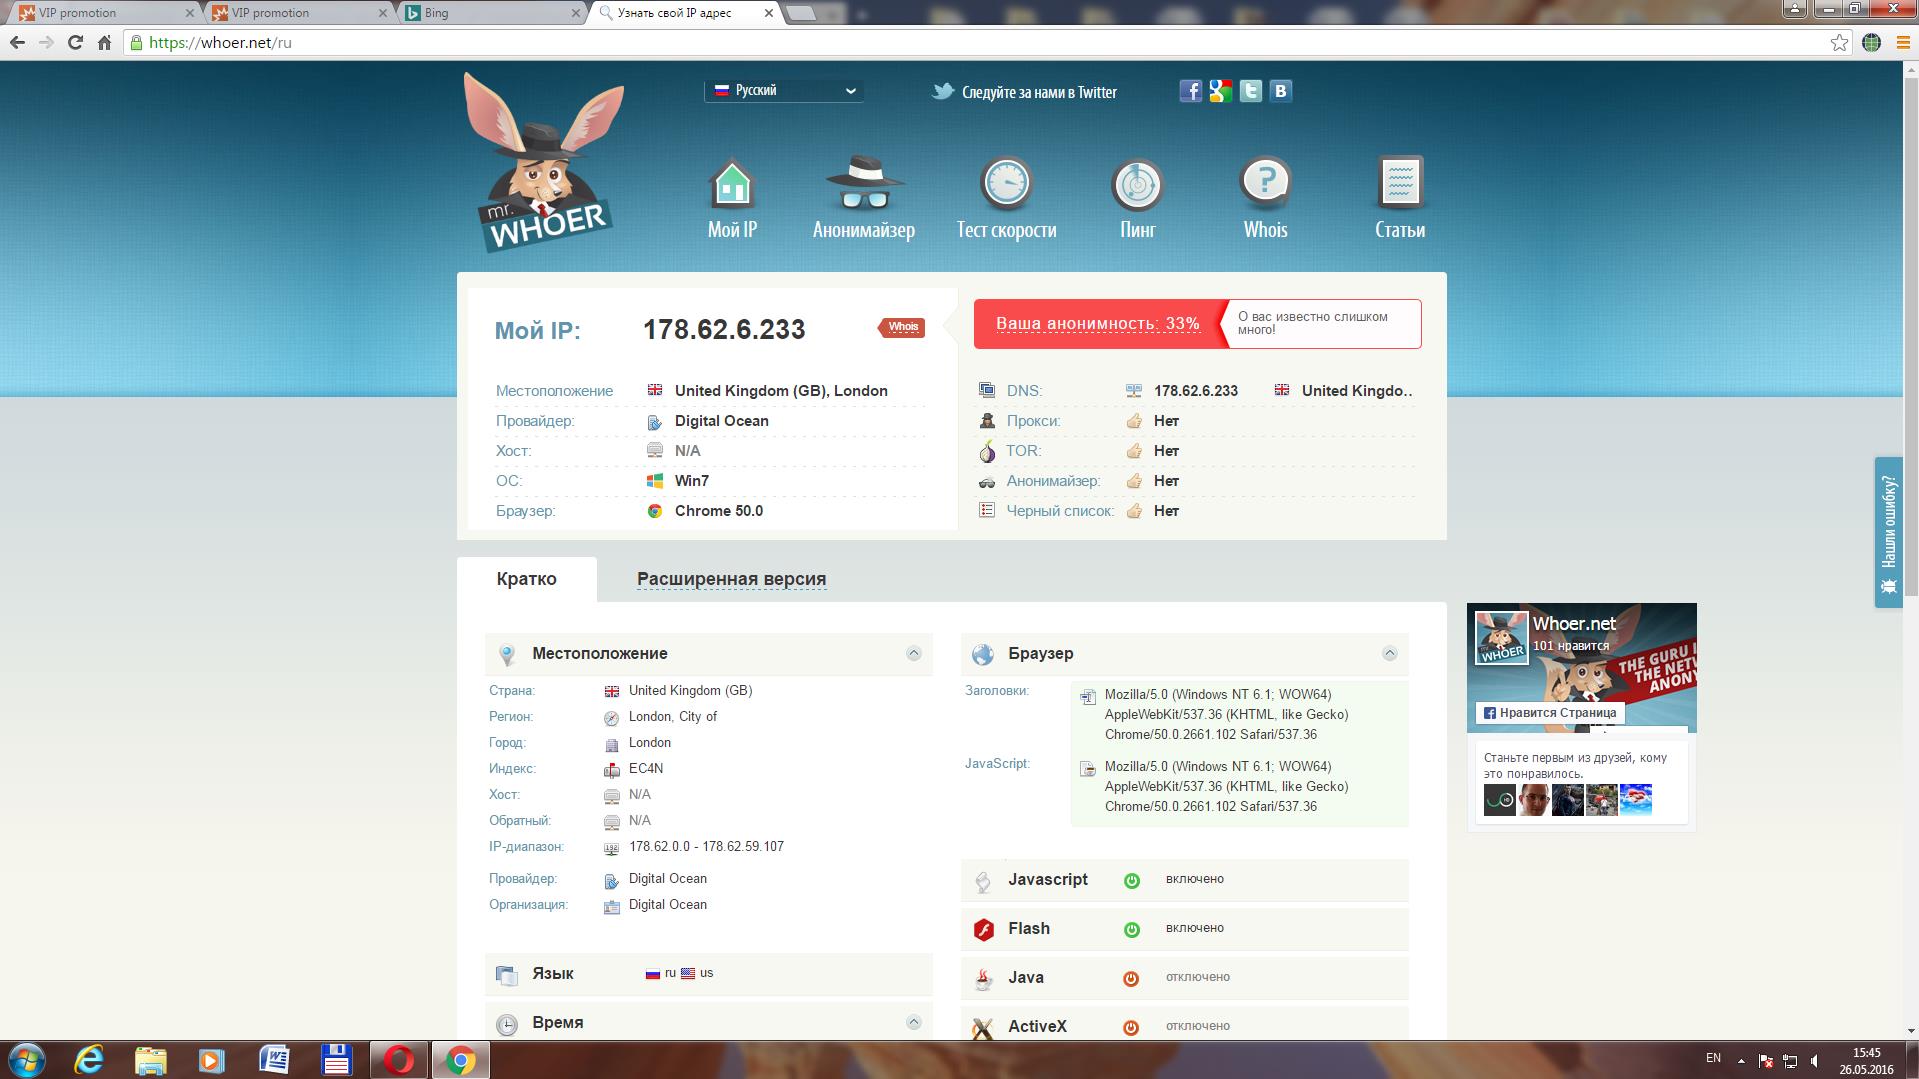 VIP promotion
VIP promotion
Bing
Узнать свой IP адрес
https://whoer.net/ru
Русский
Следуйте за нами в Twitter
mr.
WHOER
Мой IP
Анонимайзер
Тест скорости
Пинг
Whois
Статьи
Мой IP:
178.62.6.233
Whois
Местоположение
United Kingdom (GB), London
Провайдер:
Digital Ocean
Хост:
N/A
ОС:
Win7
Браузер:
Chrome 50.0
Ваша анонимность: 33%
О вас известно слишком
много!
DNS:
178.62.6.233
United Kingdo..
Прокси:
Нет
TOR:
Нет
Анонимайзер:
Нет
Черный список:
Нет
Нашли ошибку?
Кратко
Расширенная версия
Местоположение
Страна:
United Kingdom (GB)
Регион:
London, City of
Город:
London
Индекс:
EC4N
Хост:
N/A
Обратный:
N/A
IP-диапазон:
178.62.0.0 - 178.62.59.107
Провайдер:
Digital Ocean
Организация:
Digital Ocean
Язык
ru
us
Время
Браузер
Заголовки:
Mozilla/5.0 (Windows NT 6.1; WOW64)
AppleWebKit/537.36 (KHTML, like Gecko)
Chrome/50.0.2661.102 Safari/537.36
JavaScript:
Mozilla/5.0 (Windows NT 6.1; WOW64)
AppleWebKit/537.36 (KHTML, like Gecko)
Chrome/50.0.2661.102 Safari/537.36
Javascript
включено
Flash
включено
Java
отключено
ActiveX
отключено
Whoer.net
101 нравится
WHOER
THE GURU I
THE NET
ANONY
Нравится Страница
Станьте первым из друзей, кому
это понравилось.
EN
15:45
26.05.2016